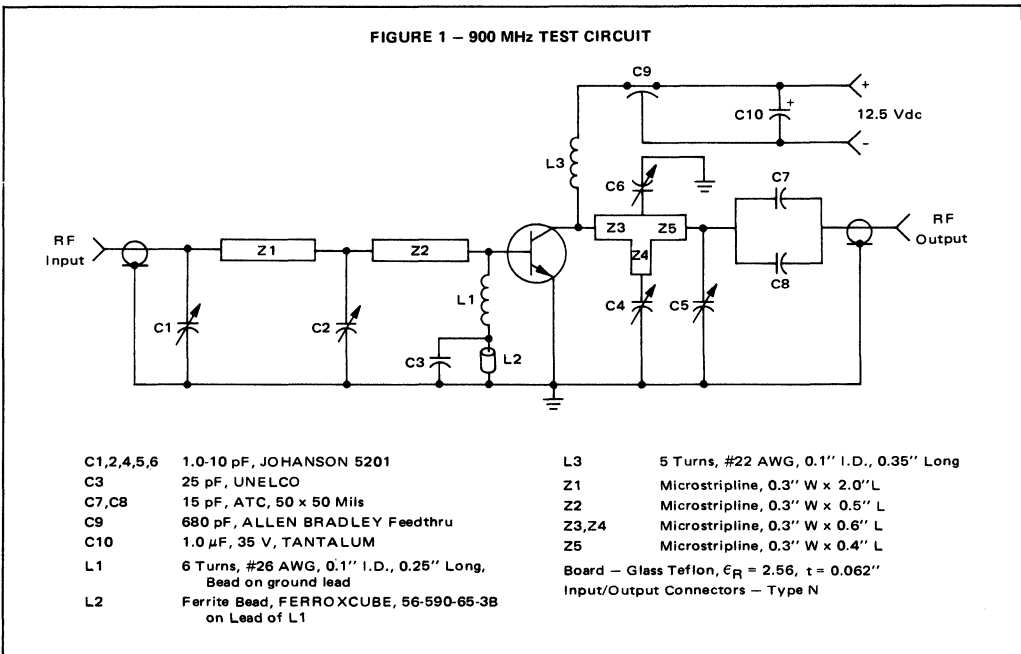 FIGURE 1 – 900 MHz TEST CIRCUIT
C9
+
C10
+
12.5 Vdc
-
L3
C6
C7
RF
Input
Z1
Z2
Z3
Z5
Z4
RF
Output
C8
C1
C2
L1
C4
C5
C3
L2
C1,2,4,5,6 1.0-10 pF, JOHANSON 5201
C3 25 pF, UNELCO
C7,C8 15 pF, ATC, 50 x 50 Mils
C9 680 pF, ALLEN BRADLEY Feedthru
C10 1.0 μF, 35 V, TANTALUM
L1 6 Turns, #26 AWG, 0.1'' I.D., 0.25'' Long,
Bead on ground lead
L2 Ferrite Bead, FERROXCUBE, 56-590-65-3B
on Lead of L1
L3 5 Turns, #22 AWG, 0.1'' I.D., 0.35'' Long
Z1 Microstripline, 0.3'' W x 2.0'' L
Z2 Microstripline, 0.3'' W x 0.5'' L
Z3,Z4 Microstripline, 0.3'' W x 0.6'' L
Z5 Microstripline, 0.3'' W x 0.4'' L
Board – Glass Teflon, ϵR = 2.56, t = 0.062''
Input/Output Connectors – Type N